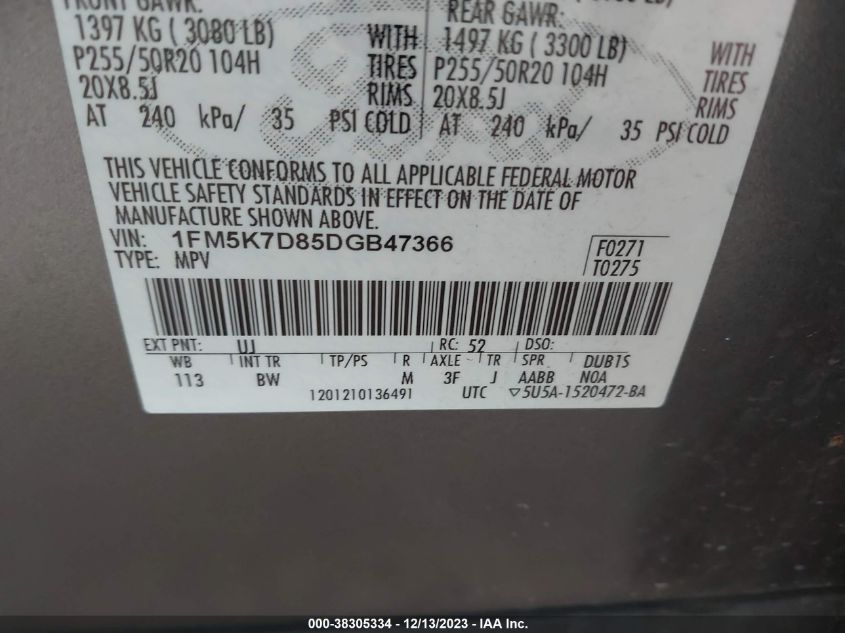 FRONT GAWR:
1397 KG ( 3080 LB)
WITH
P255/50R20 104H
TIRES
20X8.5J
RIMS
AT 240 kPa/ 35 PSI COLD
REAR GAWR:
1497 KG ( 3300 LB)
WITH
P255/50R20 104H
TIRES
20X8.5J
RIMS
AT 240 kPa/ 35 PSI COLD
THIS VEHICLE CONFORMS TO ALL APPLICABLE FEDERAL MOTOR
VEHICLE SAFETY STANDARDS IN EFFECT ON THE DATE OF
MANUFACTURE SHOWN ABOVE.
VIN: 1FM5K7D85DGB47366
TYPE: MPV
F0271
T0275
EXT PNT: UJ RC: 52 DSO:
WB INT TR TP/PS R AXLE TR SPR DUB1S
113 BW M 3F J AABB N0A
1201210136491 UTC ▽5U5A-1520472-BA
000-38305334 - 12/13/2023 - IAA Inc.